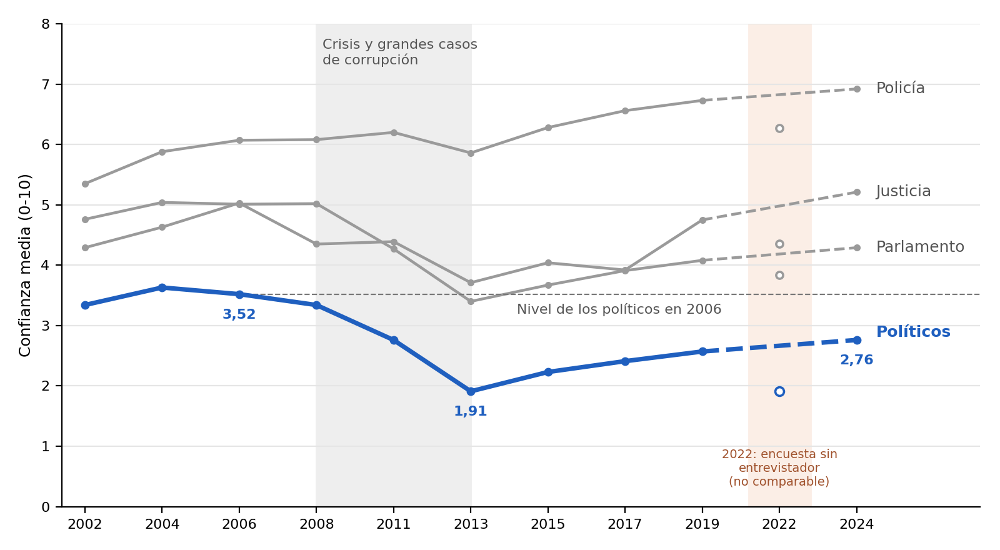 8
7
6
5
4
3
2
1
0
Confianza media (0-10)
Crisis y grandes casos
de corrupción
Policía
Justicia
Parlamento
3,52
Nivel de los políticos en 2006
Políticos
2,76
1,91
2022: encuesta sin
entrevistador
(no comparable)
2002 2004 2006 2008 2011 2013 2015 2017 2019 2022 2024